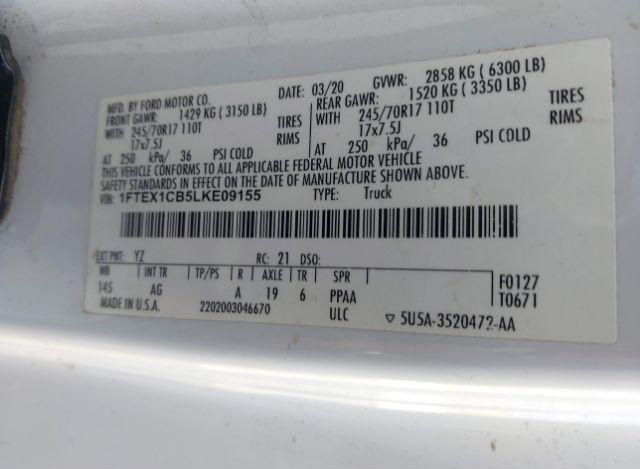 MFD. BY FORD MOTOR CO.
DATE: 03/20 GVWR: 2858 KG ( 6300 LB)
FRONT GAWR: 1429 KG ( 3150 LB)
REAR GAWR: 1520 KG ( 3350 LB)
WITH 245/70R17 110T TIRES
WITH 245/70R17 110T TIRES
17x7.5J RIMS
17x7.5J RIMS
AT 250 kPa/ 36 PSI COLD
AT 250 kPa/ 36 PSI COLD
THIS VEHICLE CONFORMS TO ALL APPLICABLE FEDERAL MOTOR VEHICLE
SAFETY STANDARDS IN EFFECT ON THE DATE OF MANUFACTURE SHOWN ABOVE.
VIN: 1FTEX1CB5LKE09155 TYPE: Truck
EXT PNT: YZ RC: 21 DSO:
WB INT TR TP/PS R AXLE TR SPR
145 AG A 19 6 PPAA
ULC
F0127
T0671
MADE IN U.S.A. 2202003046670
▽ 5U5A-3520472-AA